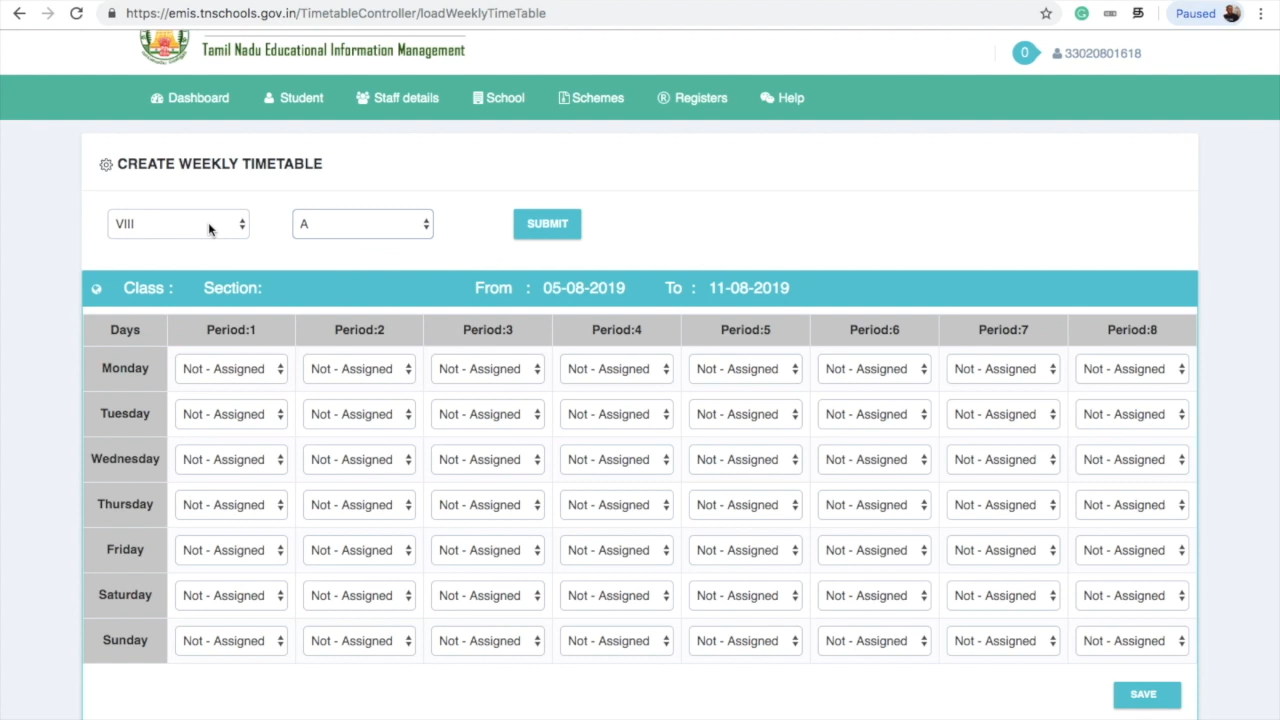 https://emis.tnschools.gov.in/TimetableController/loadWeeklyTimeTable
Paused
Tamil Nadu Educational Information Management
0 33020801618
Dashboard Student Staff details School Schemes Registers Help
CREATE WEEKLY TIMETABLE
VIII A SUBMIT
Class : Section: From : 05-08-2019 To : 11-08-2019
Days Period:1 Period:2 Period:3 Period:4 Period:5 Period:6 Period:7 Period:8
Monday Not - Assigned Not - Assigned Not - Assigned Not - Assigned Not - Assigned Not - Assigned Not - Assigned Not - Assigned
Tuesday Not - Assigned Not - Assigned Not - Assigned Not - Assigned Not - Assigned Not - Assigned Not - Assigned Not - Assigned
Wednesday Not - Assigned Not - Assigned Not - Assigned Not - Assigned Not - Assigned Not - Assigned Not - Assigned Not - Assigned
Thursday Not - Assigned Not - Assigned Not - Assigned Not - Assigned Not - Assigned Not - Assigned Not - Assigned Not - Assigned
Friday Not - Assigned Not - Assigned Not - Assigned Not - Assigned Not - Assigned Not - Assigned Not - Assigned Not - Assigned
Saturday Not - Assigned Not - Assigned Not - Assigned Not - Assigned Not - Assigned Not - Assigned Not - Assigned Not - Assigned
Sunday Not - Assigned Not - Assigned Not - Assigned Not - Assigned Not - Assigned Not - Assigned Not - Assigned Not - Assigned
SAVE